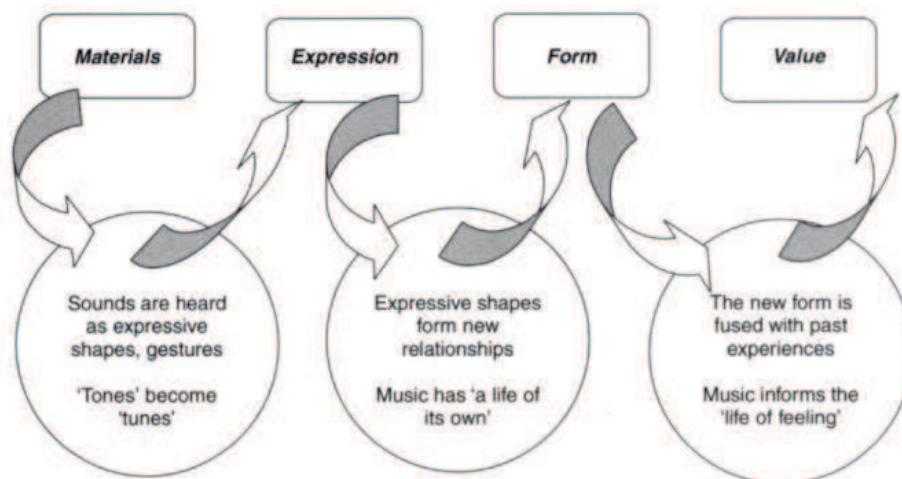 Materials
Expression
Form
Value
Sounds are heard
as expressive
shapes, gestures
‘Tones’ become
‘tunes’
Expressive shapes
form new
relationships
Music has ‘a life of
its own’
The new form is
fused with past
experiences
Music informs the
‘life of feeling’